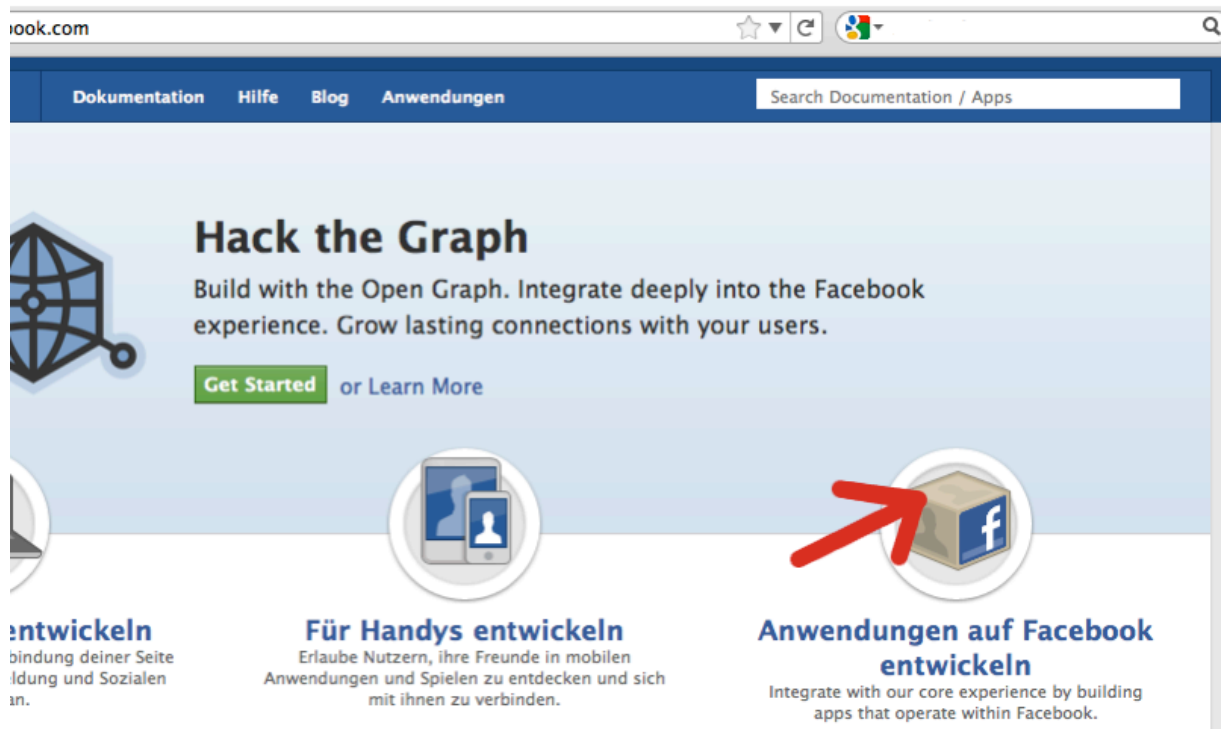 ook.com
Dokumentation Hilfe Blog Anwendungen
Search Documentation / Apps
Hack the Graph
Build with the Open Graph. Integrate deeply into the Facebook
experience. Grow lasting connections with your users.
Get Started or Learn More
entwickeln
bindung deiner Seite
ldung und Sozialen
an.
Für Handys entwickeln
Erlaube Nutzern, ihre Freunde in mobilen
Anwendungen und Spielen zu entdecken und sich
mit ihnen zu verbinden.
Anwendungen auf Facebook
entwickeln
Integrate with our core experience by building
apps that operate within Facebook.